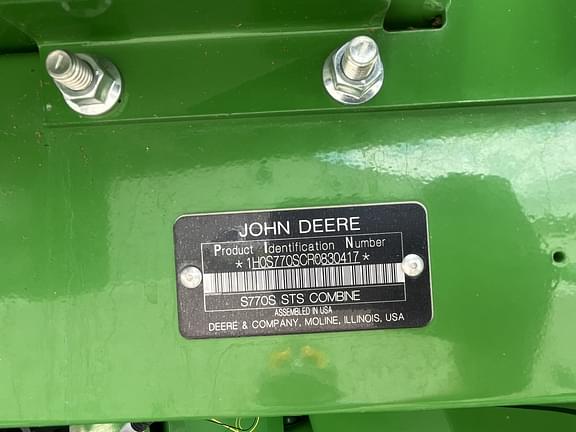 JOHN DEERE
Product Identification Number
*1H0S770SCR0830417*
S770S STS COMBINE
ASSEMBLED IN USA
DEERE & COMPANY, MOLINE, ILLINOIS, USA